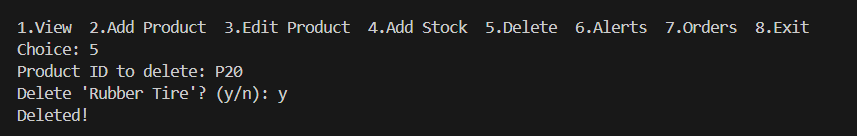 1.View  2.Add Product  3.Edit Product  4.Add Stock  5.Delete  6.Alerts  7.Orders  8.Exit
Choice: 5
Product ID to delete: P20
Delete 'Rubber Tire'? (y/n): y
Deleted!